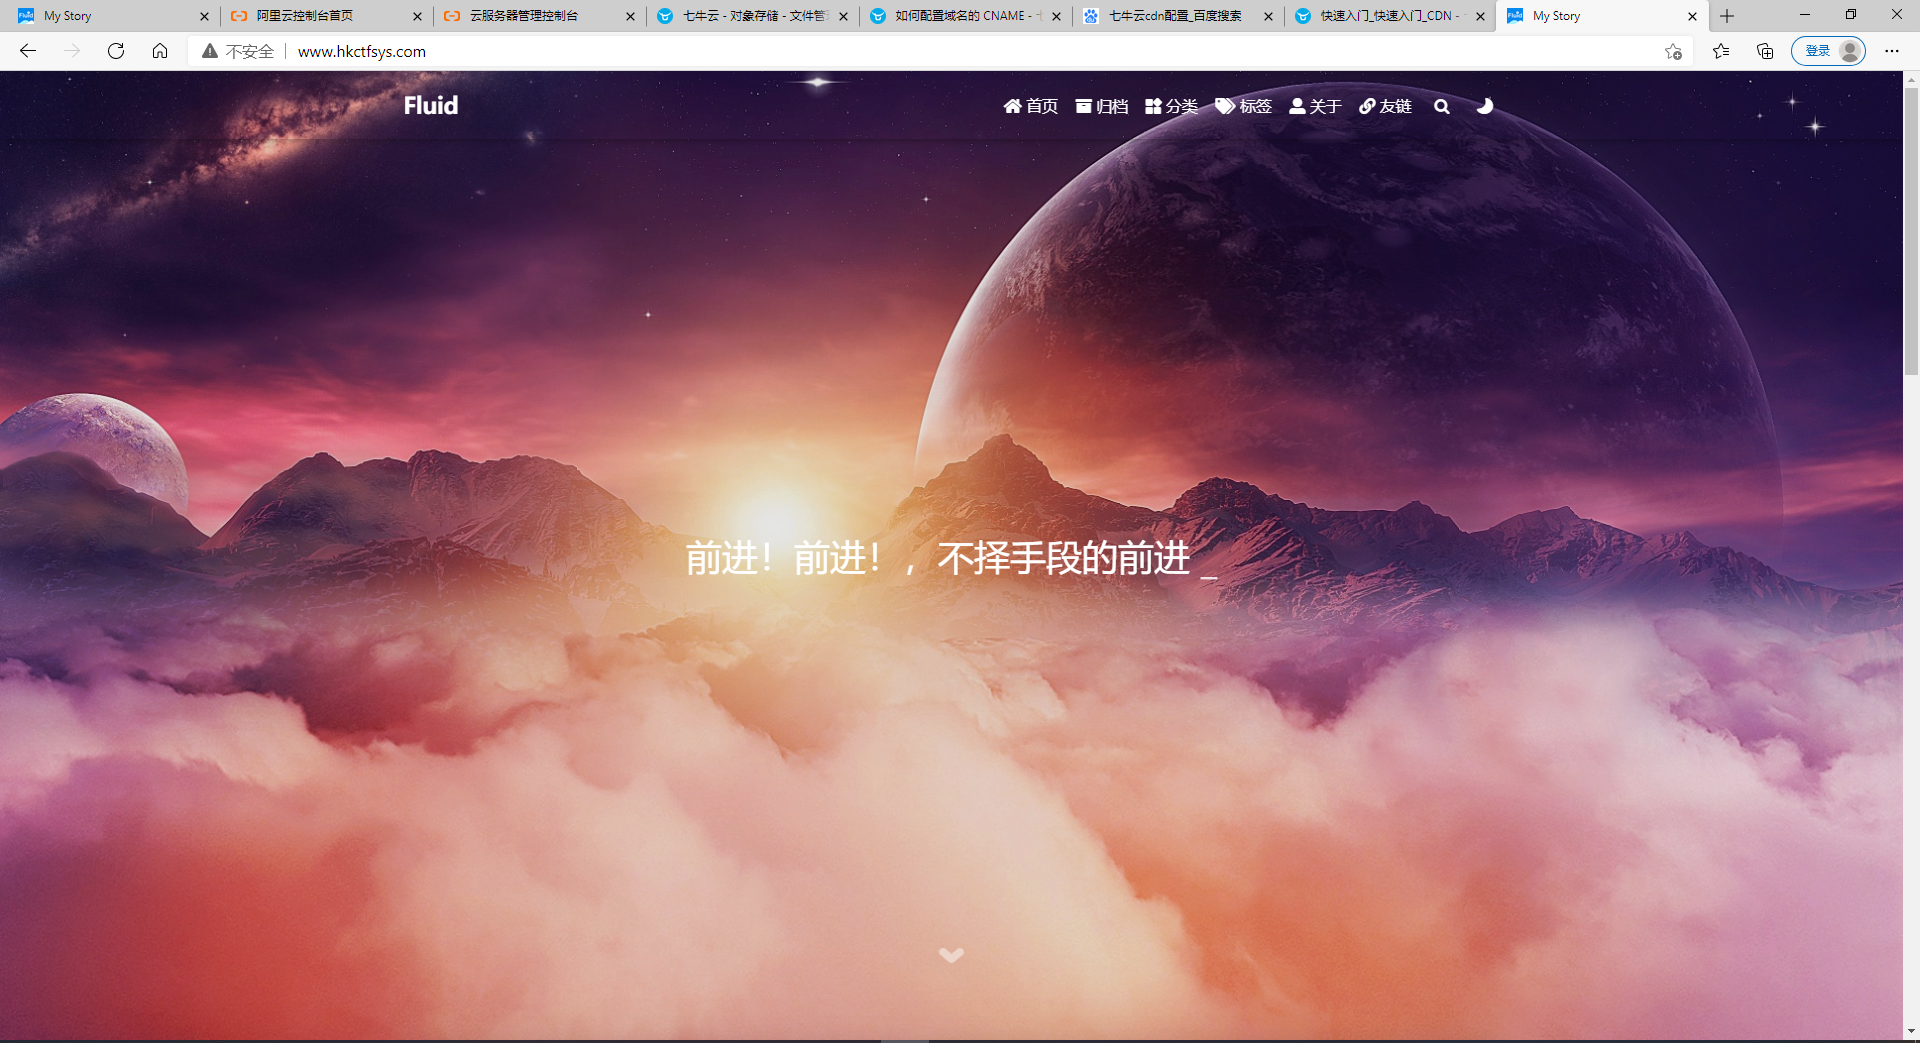 My Story
阿里云控制台首页
云服务器管理控制台
七牛云 - 对象存储 - 文件管
如何配置域名的 CNAME -
七牛云cdn配置_百度搜索
快速入门_快速入门_CDN -
My Story
不安全
www.hkctfsys.com
登录
Fluid
首页
归档
分类
标签
关于
友链
前进！前进！，不择手段的前进 _